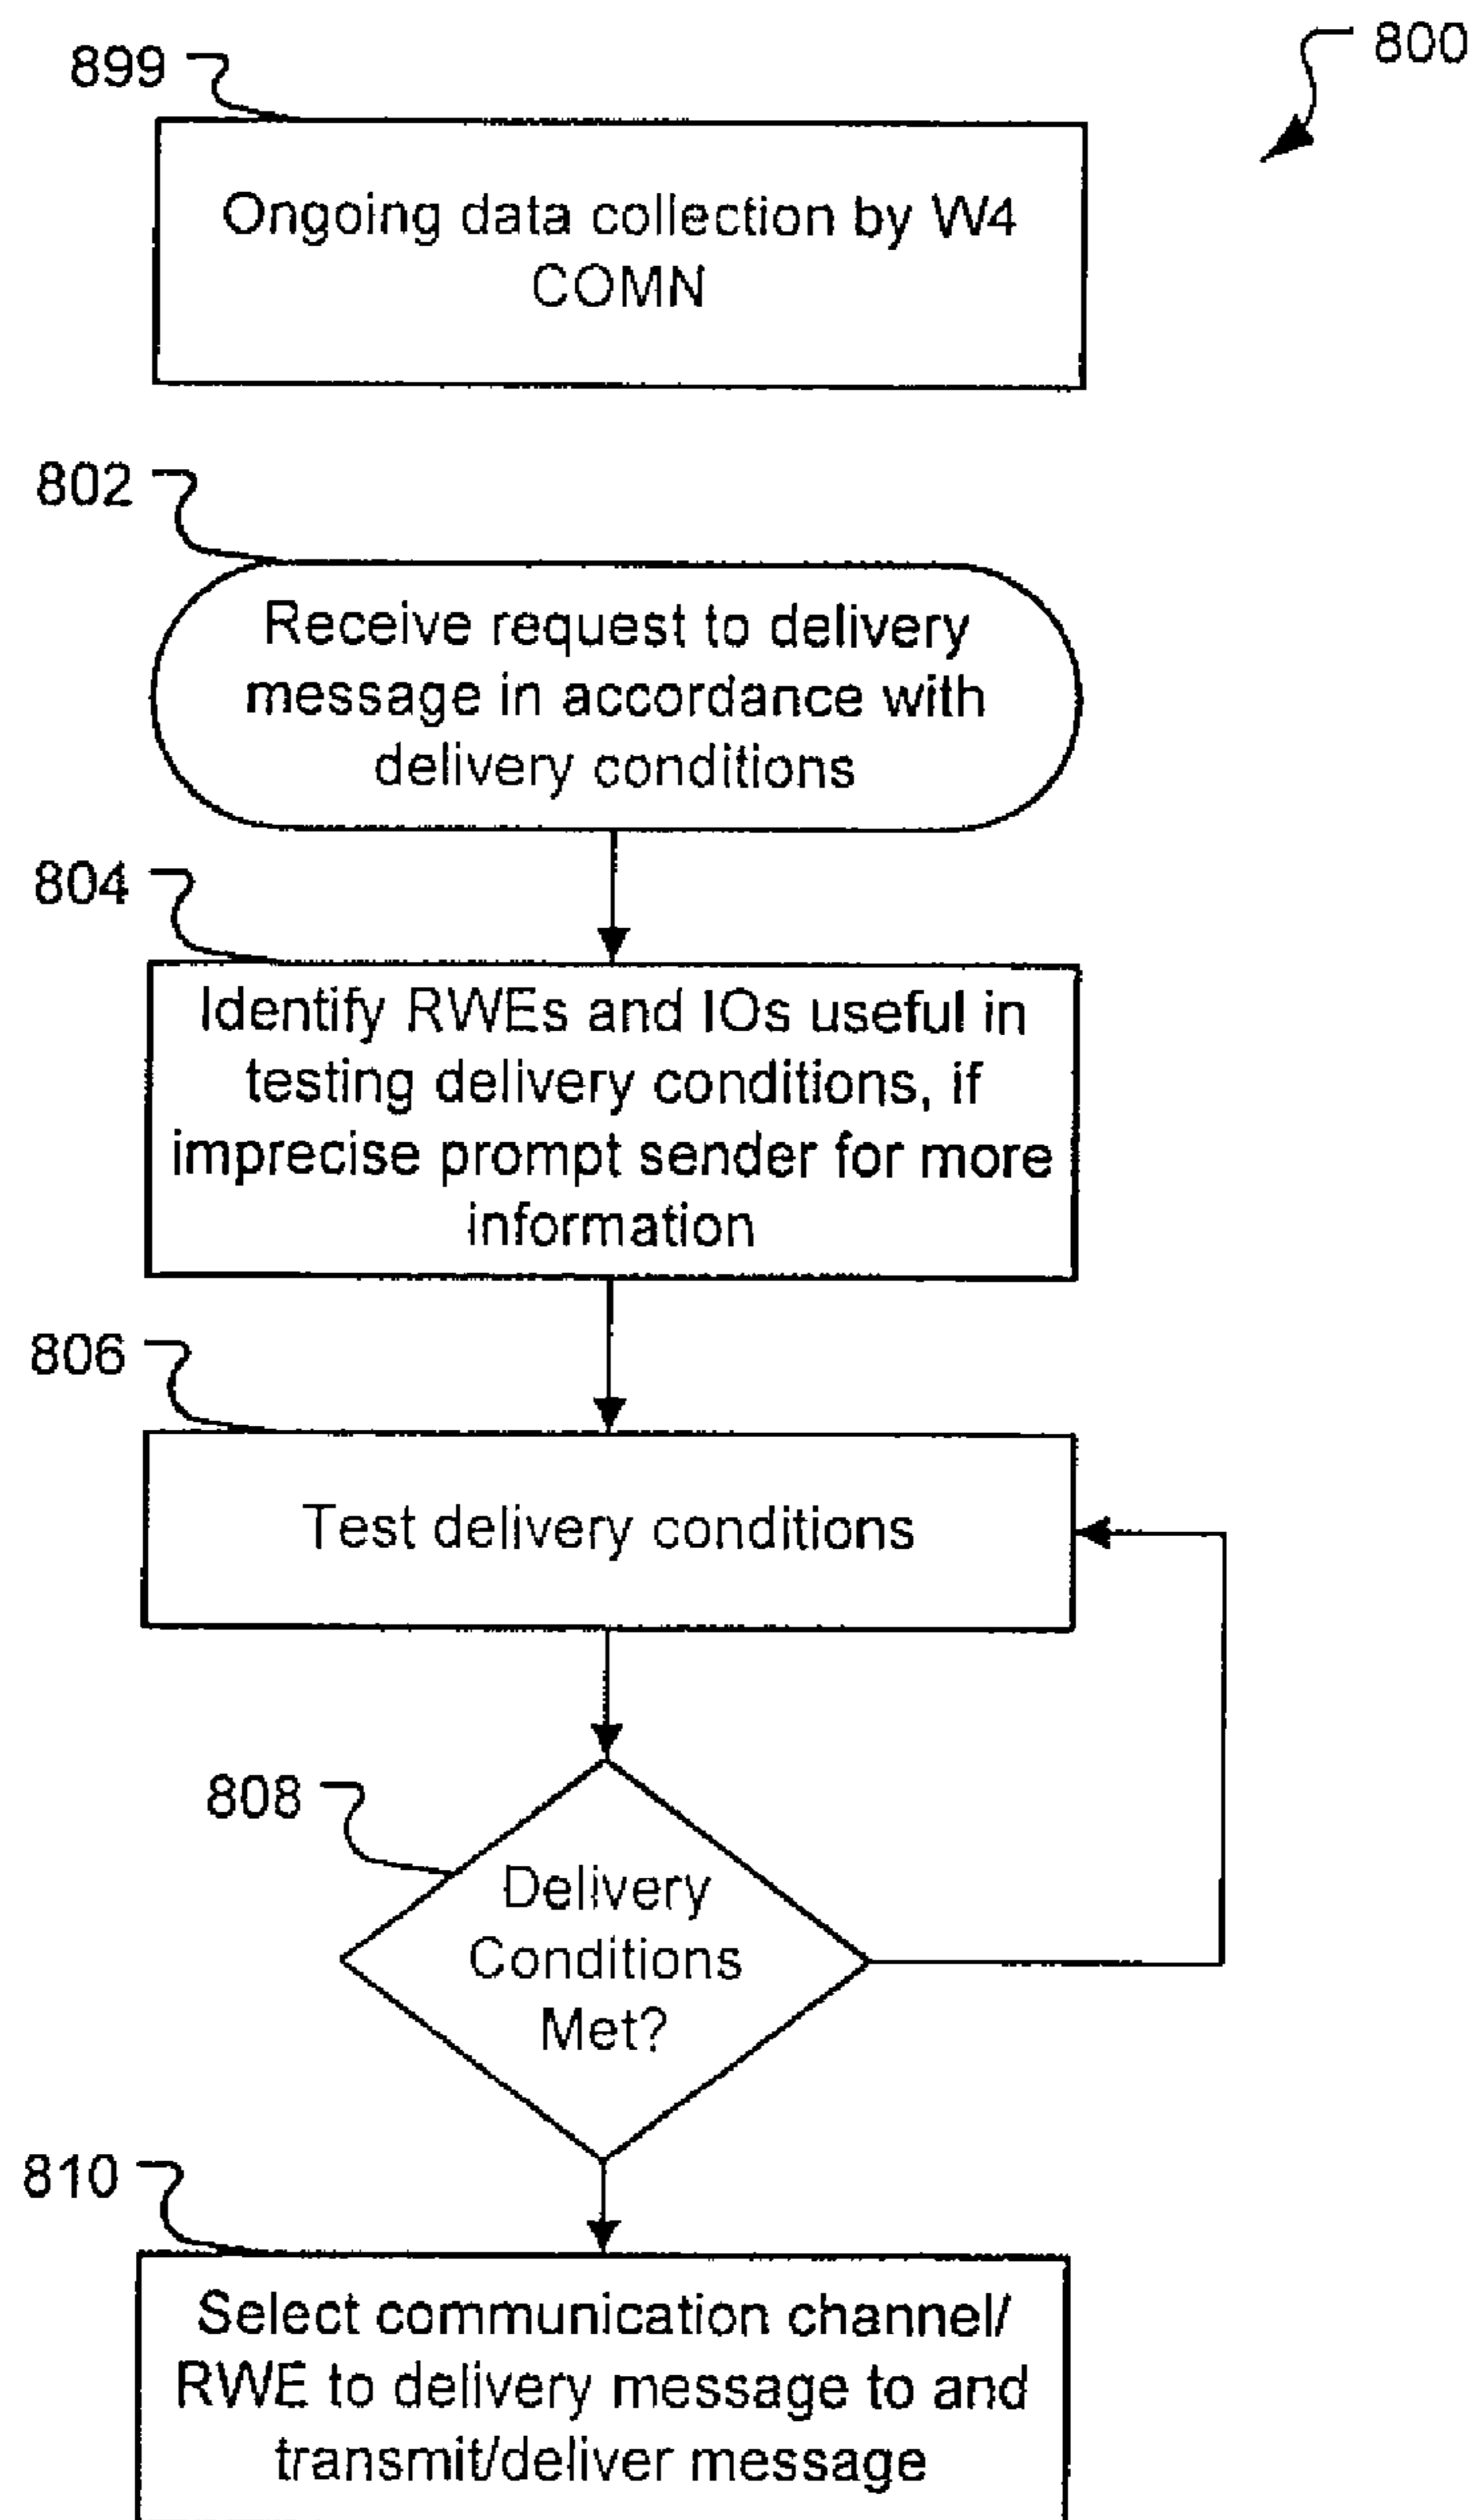 800
899
Ongoing data collection by W4
COMN
802
Receive request to delivery
message in accordance with
delivery conditions
804
Identify RWEs and IOs useful in
testing delivery conditions, if
imprecise prompt sender for more
information
806
Test delivery conditions
808
Delivery
Conditions
Met?
810
Select communication channel/
RWE to delivery message to and
transmit/deliver message